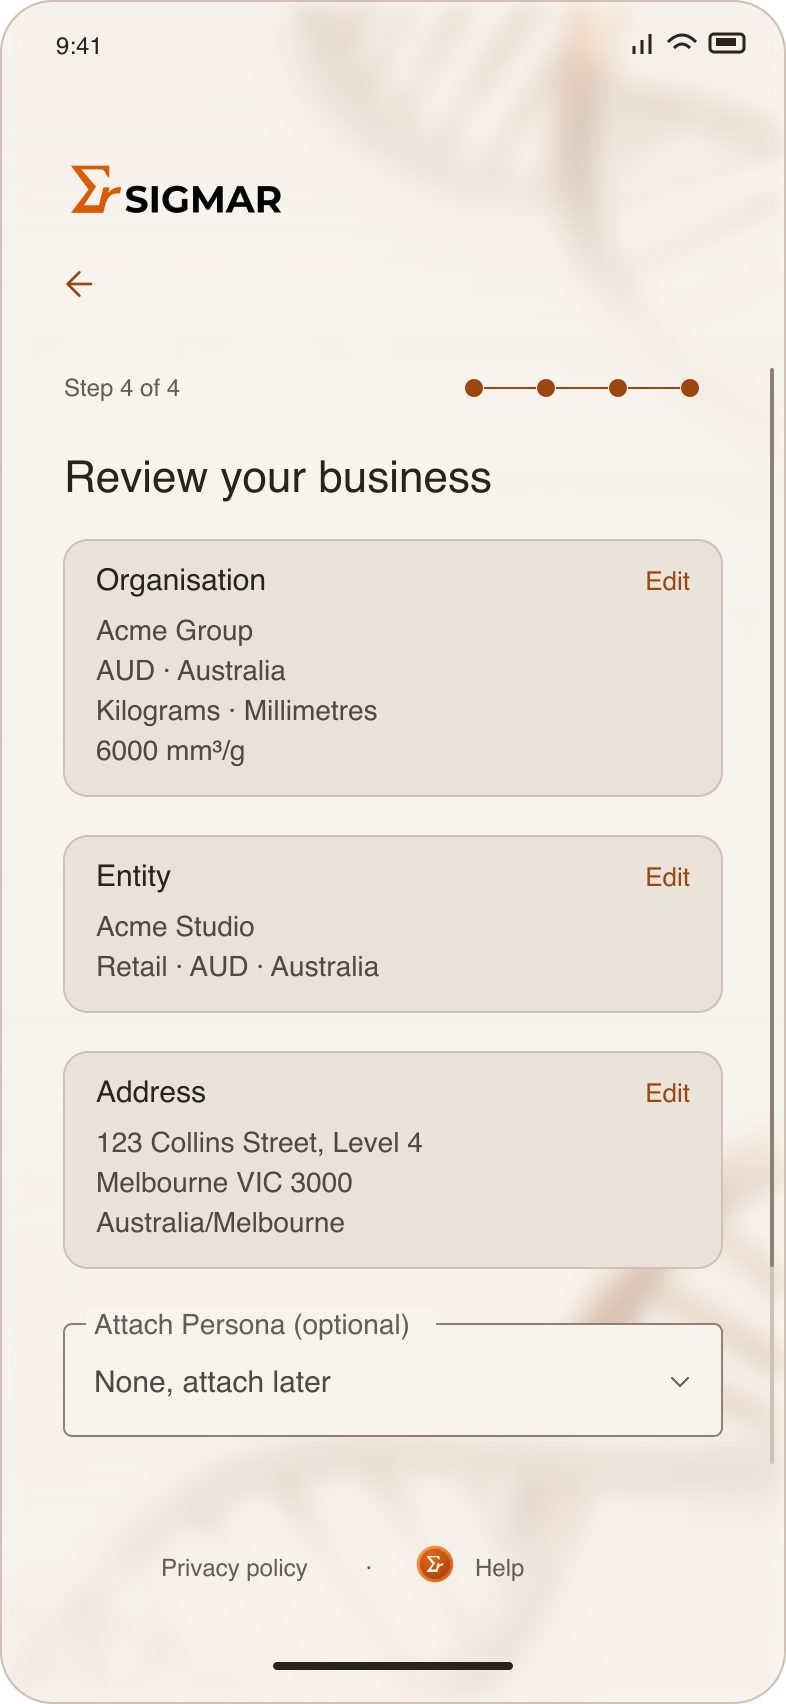 9:41
Σr SIGMAR
Step 4 of 4
Review your business
Organisation
Edit
Acme Group
AUD · Australia
Kilograms · Millimetres
6000 mm³/g
Entity
Edit
Acme Studio
Retail · AUD · Australia
Address
Edit
123 Collins Street, Level 4
Melbourne VIC 3000
Australia/Melbourne
Attach Persona (optional)
None, attach later
Privacy policy · Σr Help